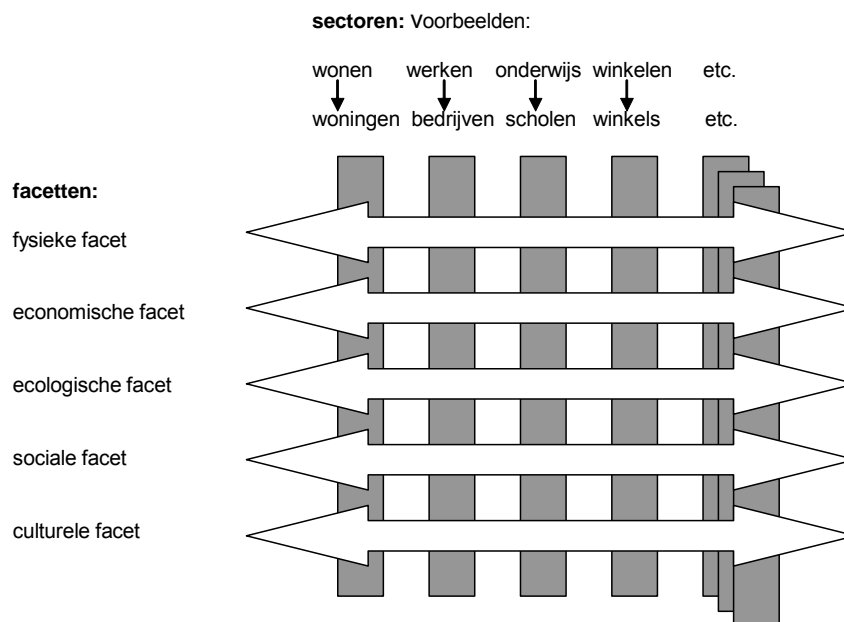 sectoren: Voorbeelden:
wonen werken onderwijs winkelen etc.
woningen bedrijven scholen winkels etc.
facetten:
fysieke facet
economische facet
ecologische facet
sociale facet
culturele facet